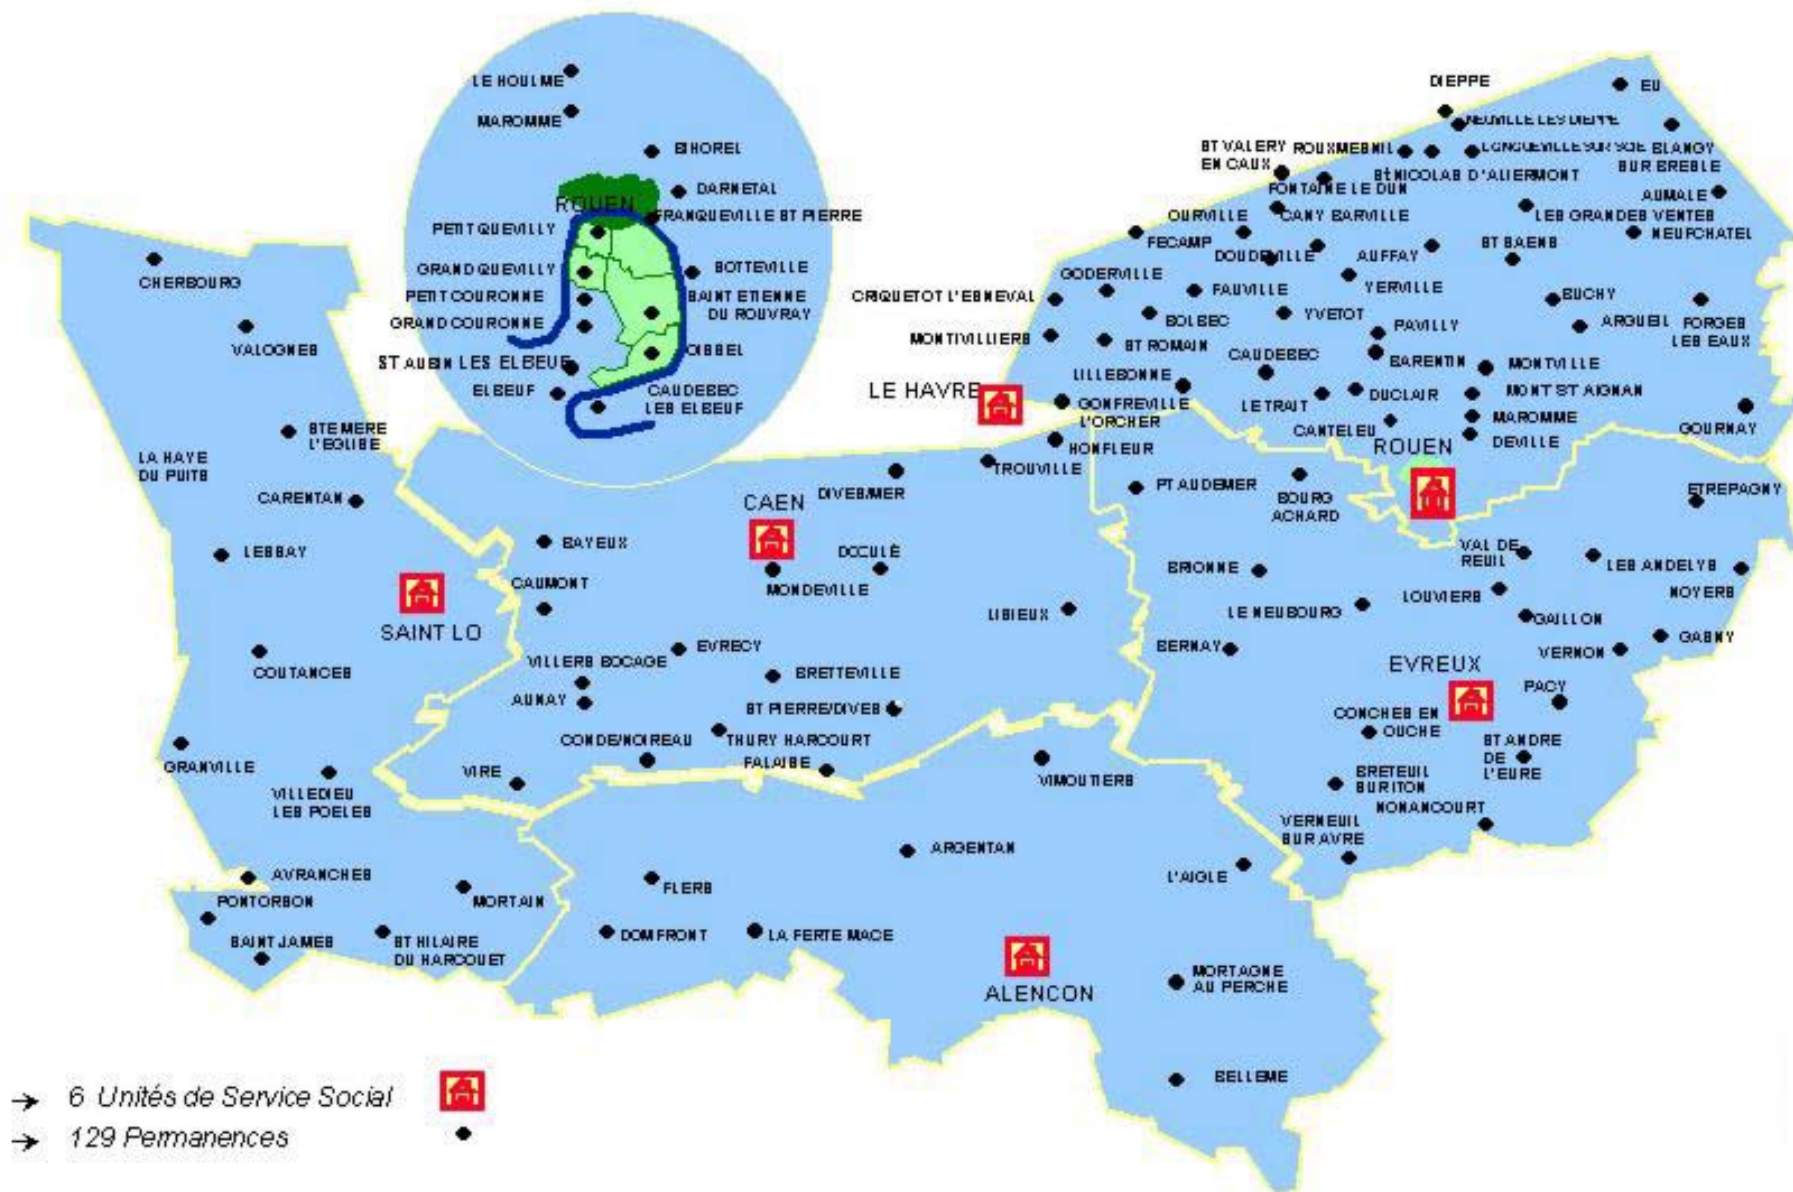 LE HOULME
MAROMME
BIHOREL
DARNETAL
ROUEN
FRANQUEVILLE ST PIERRE
PETIT QUEVILLY
GRAND QUEVILLY
BOTTEVILLE
PETIT COURONNE
SAINT ETIENNE
DU ROUVRAY
GRAND COURONNE
OISSEL
ST AUBIN LES ELBEUF
ELBEUF
CAUDEBEC
LES ELBEUF
DIEPPE
EU
NEUVILLE LES DIEPPE
ST VALERY
EN CAUX
ROUXMESNIL
LONGUEVILLE SUR SCIE
BLANGY
SUR BRESLE
St NICOLAS D'ALIERMONT
FONTAINE LE DUN
AUMALE
OURVILLE
CANY BARVILLE
LES GRANDES VENTES
FECAMP
NEUFCHATEL
DOUDEVILLE
AUFFAY
ST SAENS
GODERVILLE
YERVILLE
CRIQUETOT L'ESNEVAL
FAUVILLE
BUCHY
BOLBEC
YVETOT
PAVILLY
ARGUEIL
FORGES
LES EAUX
MONTIVILLIERS
ST ROMAIN
CAUDEBEC
BARENTIN
MONTVILLE
LE HAVRE
LILLEBONNE
GONFREVILLE
L'ORCHER
LE TRAIT
DUCLAIR
MONT ST AIGNAN
MAROMME
CANTELEU
DEVILLE
GOURNAY
ROUEN
CHERBOURG
VALOGNES
STE MERE
L'EGLISE
LA HAYE
DU PUITS
CARENTAN
LESSAY
SAINT LO
COUTANCES
GRANVILLE
VILLEDIEU
LES POELES
AVRANCHES
PONTORSON
MORTAIN
SAINT JAMES
ST HILAIRE
DU HARCOUET
HONFLEUR
TROUVILLE
DIVES/MER
CAEN
BAYEUX
DOCULÉ
CAUMONT
MONDEVILLE
LISIEUX
EVRECY
VILLERS BOCAGE
BRETTEVILLE
AUNAY
ST PIERRE/DIVES
CONDE/NOIREAU
THURY HARCOURT
FALAISE
VIRE
PT AUDEMER
BOURG
ACHARD
ETREPAGNY
BRIONNE
VAL DE
REUIL
LES ANDELYS
NOYERS
LE NEUBOURG
LOUVIERS
GAILLON
GASNY
BERNAY
VERNON
EVREUX
PACY
CONCHES EN
OUCHE
ST ANDRE
DE
L'EURE
BRETEUIL
S/ITON
NONANCOURT
VERNEUIL
SUR AVRE
VIMOUTIERS
ARGENTAN
L'AIGLE
FLERS
DOMFRONT
LA FERTE MACE
ALENCON
MORTAGNE
AU PERCHE
BELLEME
→ 6 Unités de Service Social
→ 129 Permanences